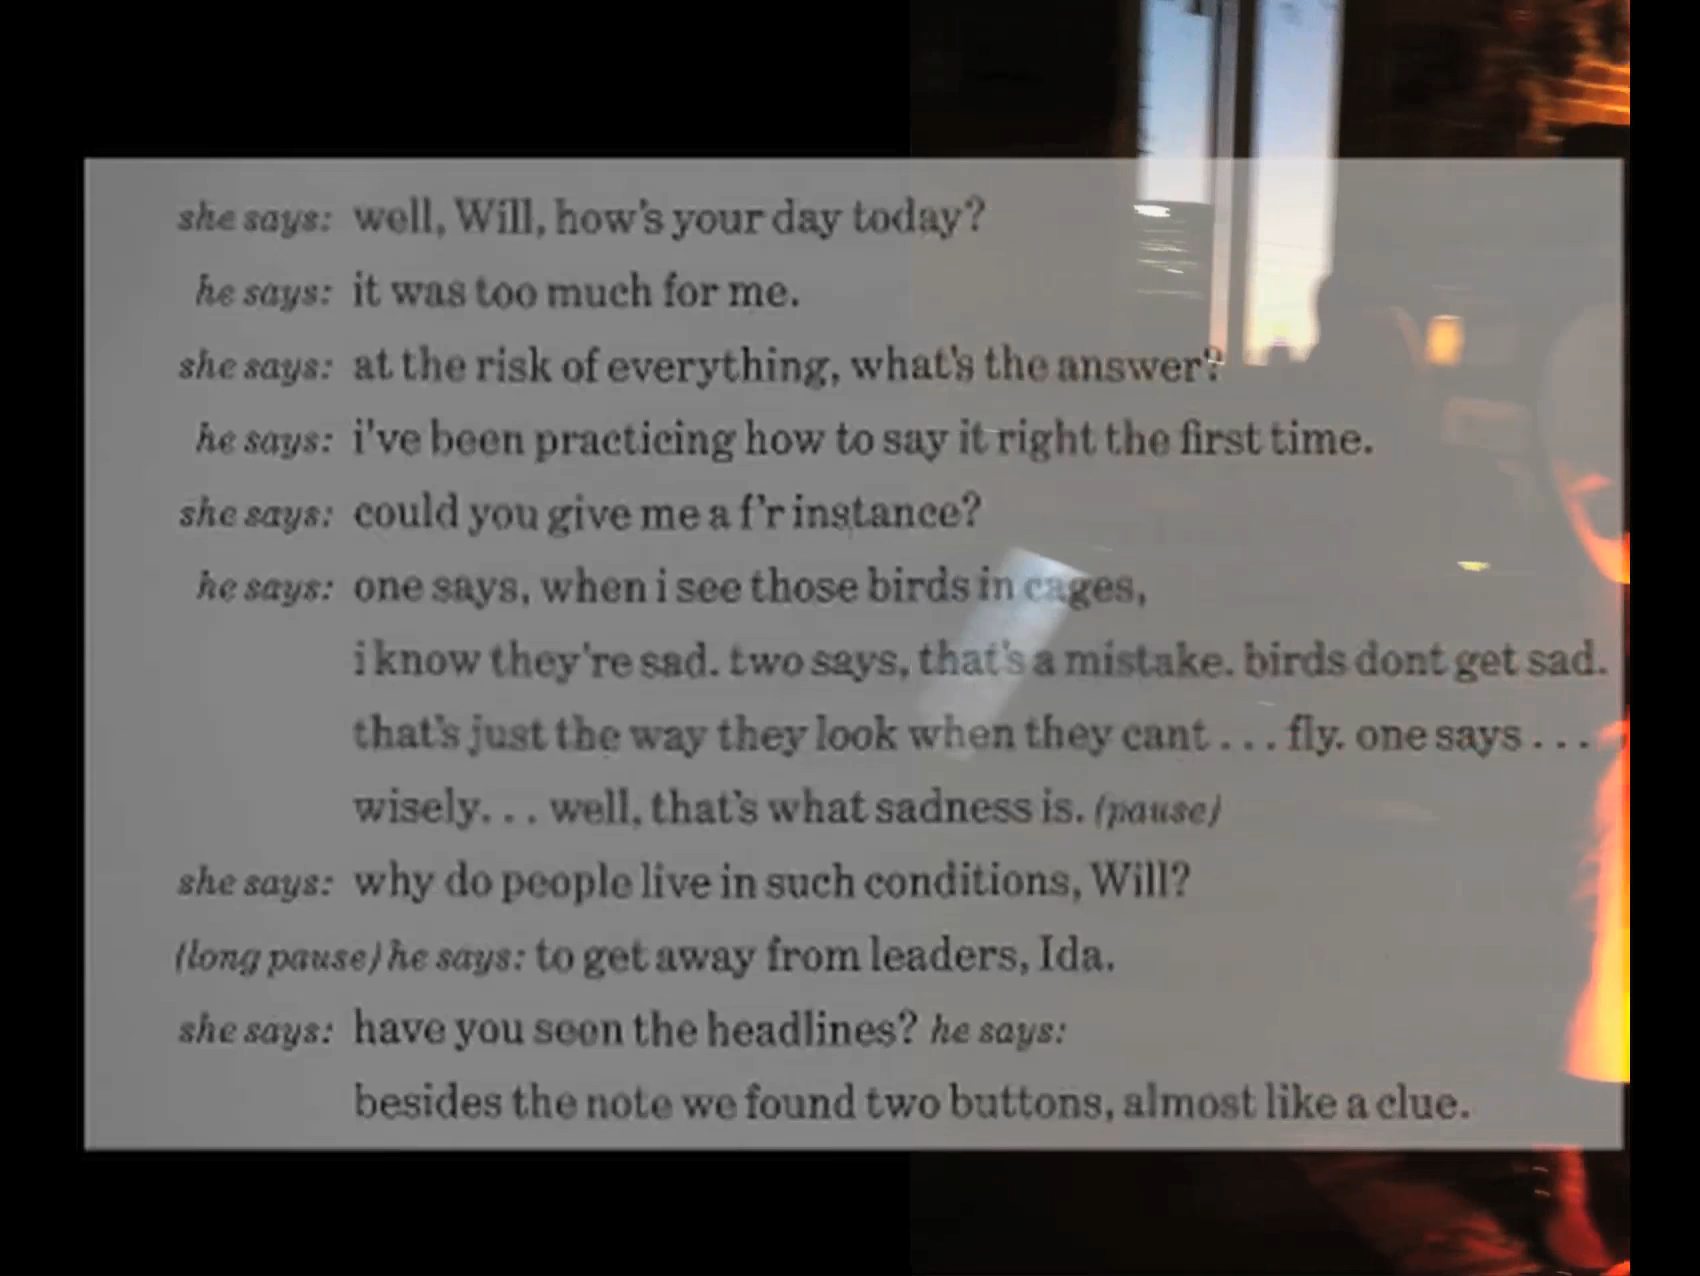 she says: well, Will, how's your day today?
he says: it was too much for me.
she says: at the risk of everything, what's the answer?
he says: i've been practicing how to say it right the first time.
she says: could you give me a f'r instance?
he says: one says, when i see those birds in cages,
i know they're sad. two says, that's a mistake. birds dont get sad.
that's just the way they look when they cant . . . fly. one says . . .
wisely. . . well, that's what sadness is. (pause)
she says: why do people live in such conditions, Will?
(long pause) he says: to get away from leaders, Ida.
she says: have you seen the headlines? he says:
besides the note we found two buttons, almost like a clue.